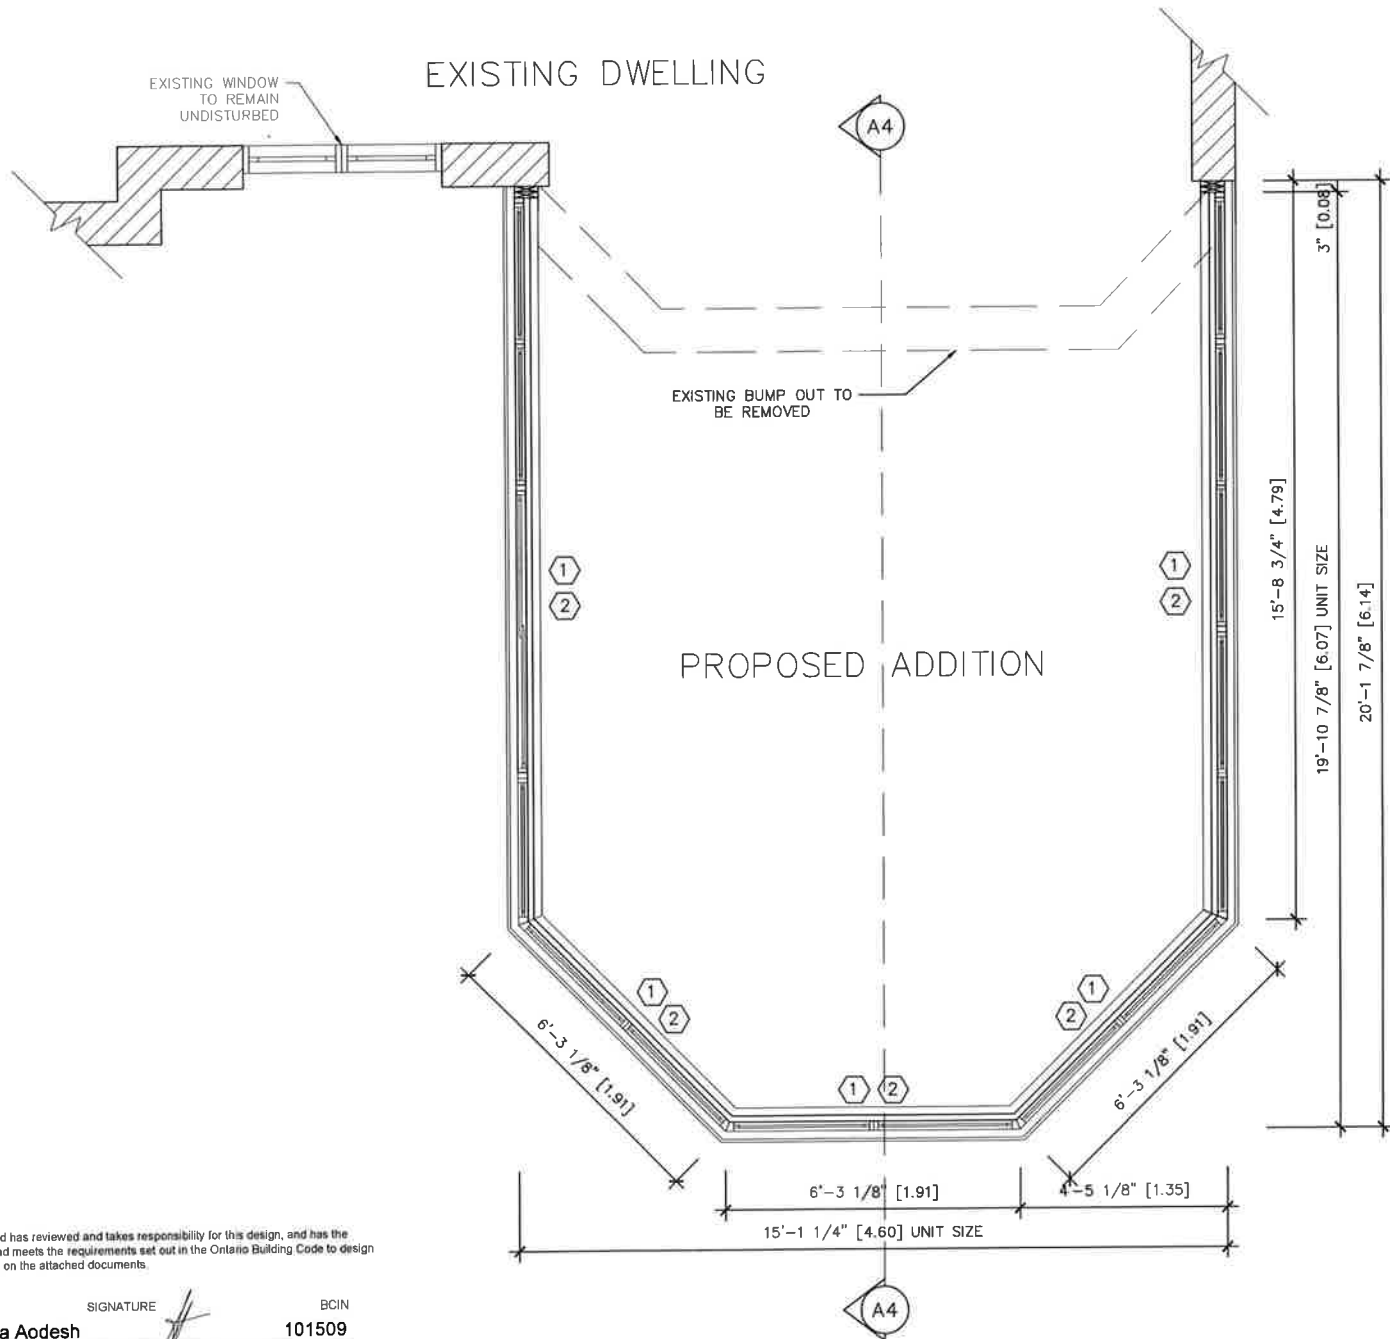 EXISTING DWELLING
EXISTING WINDOW
TO REMAIN
UNDISTURBED
A4
3" [0.08]
EXISTING BUMP OUT TO
BE REMOVED
15'-8 3/4" [4.79]
19'-10 7/8" [6.07] UNIT SIZE
20'-1 7/8" [6.14]
1
2
1
2
PROPOSED ADDITION
1
2
1
2
1 2
6'-3 1/8" [1.91]
6'-3 1/8" [1.91]
6'-3 1/8" [1.91]
4'-5 1/8" [1.35]
15'-1 1/4" [4.60] UNIT SIZE
A4
d has reviewed and takes responsibility for this design, and has the
d meets the requirements set out in the Ontario Building Code to design
on the attached documents.
SIGNATURE BCIN
a Aodesh 101509